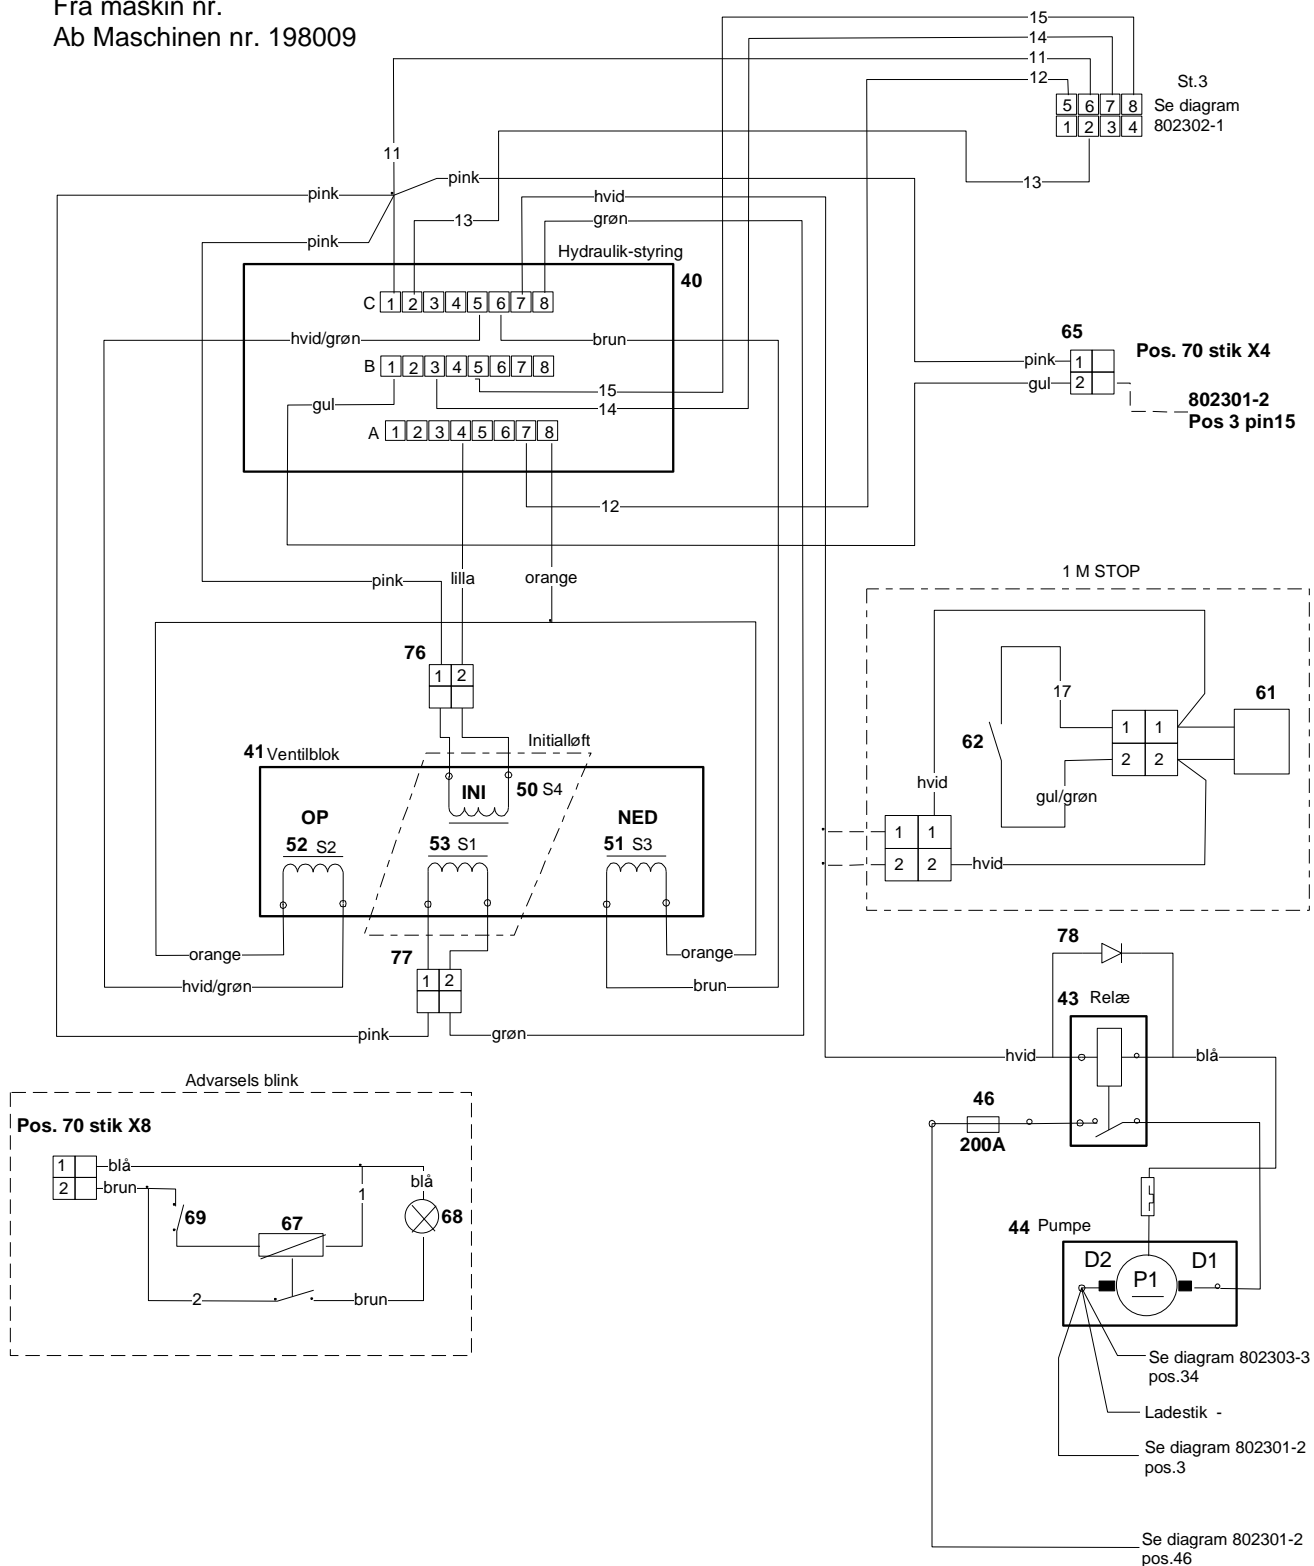 Fra maskin nr.
Ab Maschinen nr. 198009
15
14
11
12
St.3
5 6 7 8
Se diagram
1 2 3 4
802302-1
11
13
pink
pink
hvid
13
grøn
pink
Hydraulik-styring
40
C 1 2 3 4 5 6 7 8
hvid/grøn
brun
B 1 2 3 4 5 6 7 8
15
gul
14
A 1 2 3 4 5 6 7 8
12
65
pink 1
Pos. 70 stik X4
gul 2
802301-2
Pos 3 pin15
pink
lilla
orange
1 M STOP
76
1 2
17
61
62
1 1
2 2
gul/grøn
hvid
1 1
2 2
hvid
41 Ventilblok
Initialløft
INI
50 S4
OP
NED
52 S2
53 S1
51 S3
orange
77
orange
hvid/grøn
1 2
brun
pink
grøn
78
43 Relæ
hvid
blå
46
200A
44 Pumpe
D2
P1
D1
Se diagram 802303-3
pos.34
Ladestik -
Se diagram 802301-2
pos.3
Se diagram 802301-2
pos.46
Advarsels blink
Pos. 70 stik X8
1 blå
2 brun
1
blå
69
67
68
2
brun